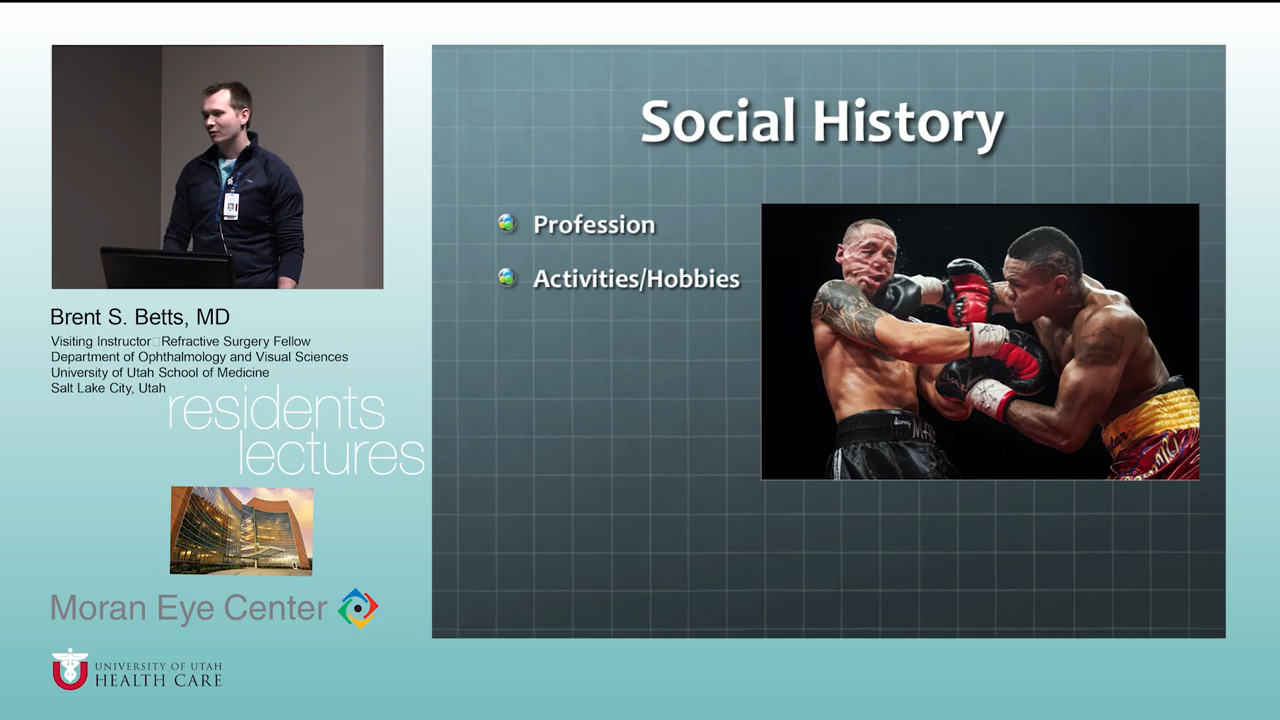 Social History
Profession
Activities/Hobbies
Brent S. Betts, MD
Visiting Instructor Refractive Surgery Fellow
Department of Ophthalmology and Visual Sciences
University of Utah School of Medicine
Salt Lake City, Utah
residents
lectures
Moran Eye Center
UNIVERSITY OF UTAH
HEALTH CARE